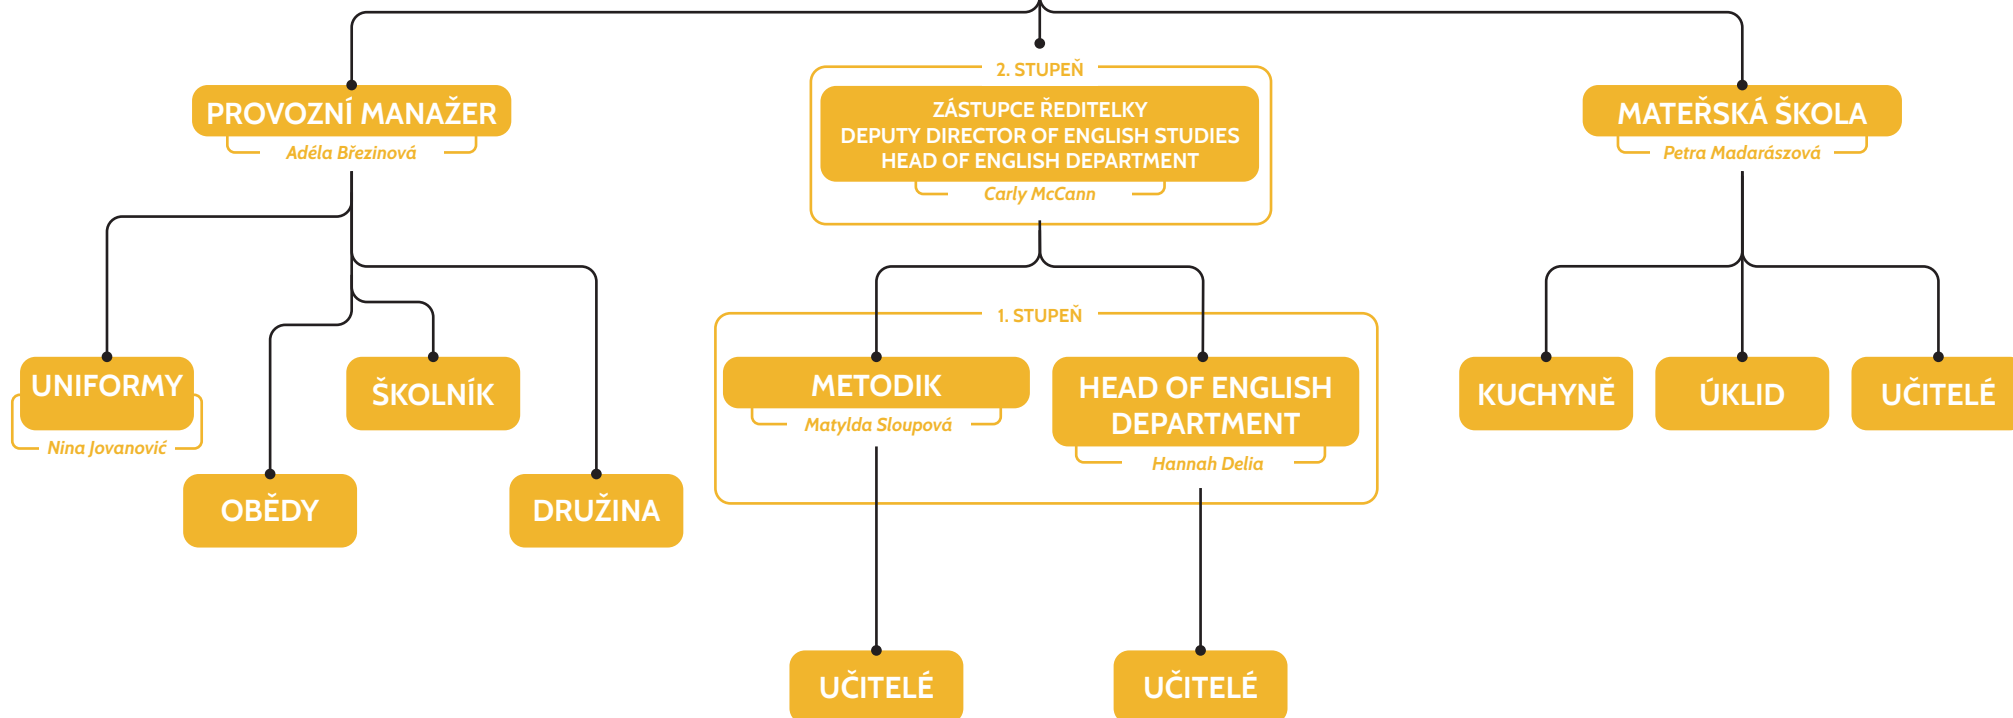 2. STUPEŇ
PROVOZNÍ MANAŽER
Adéla Březinová
ZÁSTUPCE ŘEDITELKY
DEPUTY DIRECTOR OF ENGLISH STUDIES
HEAD OF ENGLISH DEPARTMENT
Carly McCann
MATEŘSKÁ ŠKOLA
Petra Madarászová
1. STUPEŇ
UNIFORMY
Nina Jovanović
ŠKOLNÍK
OBĚDY
DRUŽINA
METODIK
Matylda Sloupová
HEAD OF ENGLISH
DEPARTMENT
Hannah Delia
KUCHYNĚ
ÚKLID
UČITELÉ
UČITELÉ
UČITELÉ